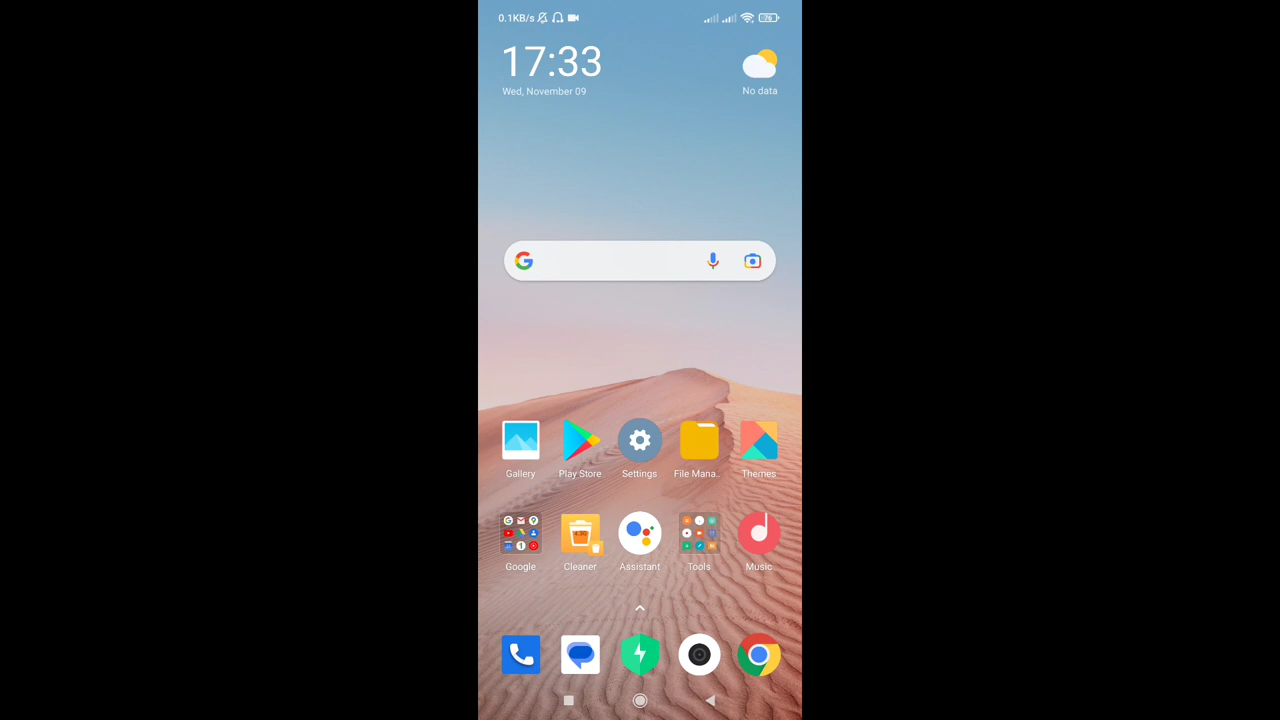 0.1KB/s
76
17:33
Wed, November 09
No data
Gallery
Play Store
Settings
File Mana..
Themes
Google
Cleaner
Assistant
Tools
Music